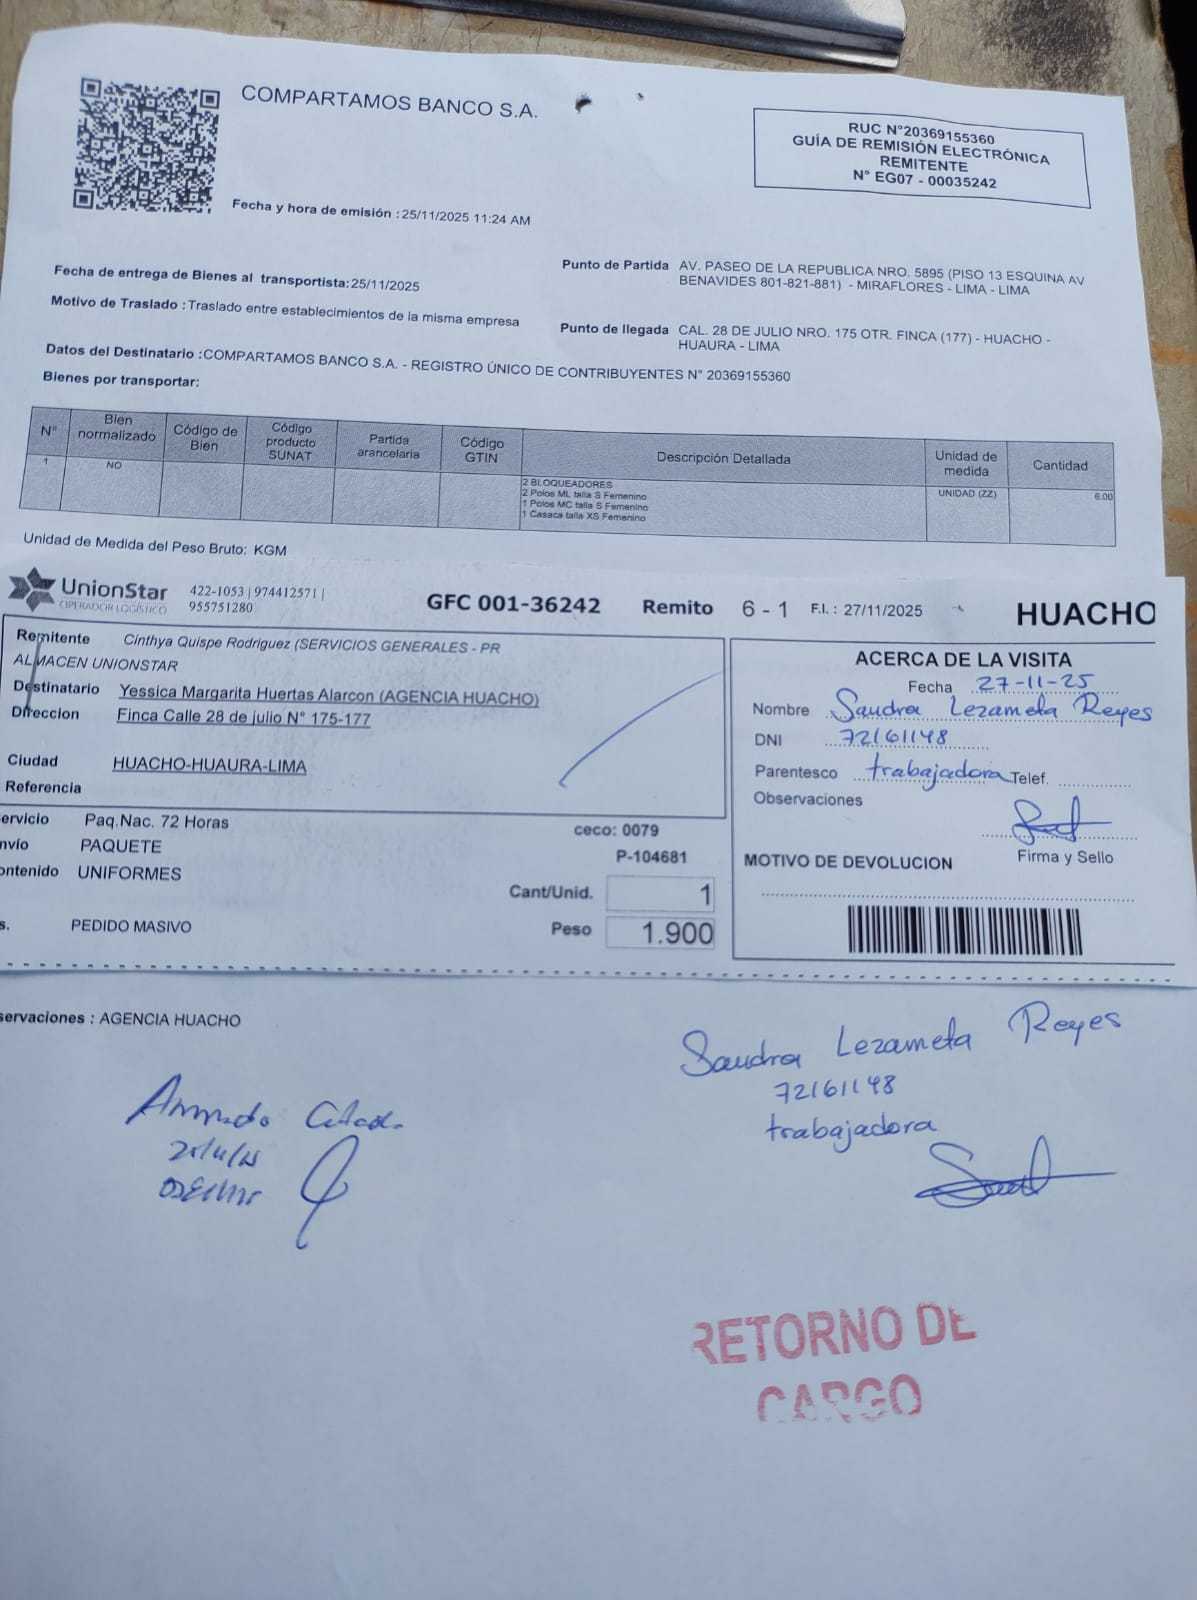 COMPARTAMOS BANCO S.A.
RUC N°20369155360
GUÍA DE REMISIÓN ELECTRÓNICA
REMITENTE
N° EG07 - 00035242
Fecha y hora de emisión : 25/11/2025 11:24 AM
Fecha de entrega de Bienes al transportista: 25/11/2025
Motivo de Traslado : Traslado entre establecimientos de la misma empresa
Punto de Partida AV. PASEO DE LA REPUBLICA NRO. 5895 (PISO 13 ESQUINA AV
BENAVIDES 801-821-881) - MIRAFLORES - LIMA - LIMA
Punto de llegada CAL. 28 DE JULIO NRO. 175 OTR. FINCA (177) - HUACHO -
HUAURA - LIMA
Datos del Destinatario : COMPARTAMOS BANCO S.A. - REGISTRO ÚNICO DE CONTRIBUYENTES N° 20369155360
Bienes por transportar:
N° Bien normalizado Código de Bien Código producto SUNAT Partida arancelaria Código GTIN Descripción Detallada Unidad de medida Cantidad
1 NO 2 BLOQUEADORES UNIDAD (ZZ) 6.00
2 Polos ML talla S Femenino
1 Polos MC talla S Femenino
1 Casaca talla XS Femenino
Unidad de Medida del Peso Bruto: KGM
UnionStar
OPERADOR LOGÍSTICO
422-1053 | 974412571 |
955751280
GFC 001-36242 Remito 6 - 1 F.I. : 27/11/2025 HUACHO
Remitente Cinthya Quispe Rodriguez (SERVICIOS GENERALES - PR
ALMACEN UNIONSTAR
Destinatario Yessica Margarita Huertas Alarcon (AGENCIA HUACHO)
Direccion Finca Calle 28 de julio N° 175-177
Ciudad HUACHO-HUAURA-LIMA
Referencia
ervicio Paq.Nac. 72 Horas
nvío PAQUETE
ontenido UNIFORMES
s. PEDIDO MASIVO
ceco: 0079
P-104681
Cant/Unid. 1
Peso 1.900
ACERCA DE LA VISITA
Fecha 27-11-25
Nombre Sandra Lezameta Reyes
DNI 72161148
Parentesco trabajadora Telef.
Observaciones
Firma y Sello
MOTIVO DE DEVOLUCION
servaciones : AGENCIA HUACHO
Sandra Lezameta Reyes
72161148
trabajadora
RETORNO DE
CARGO